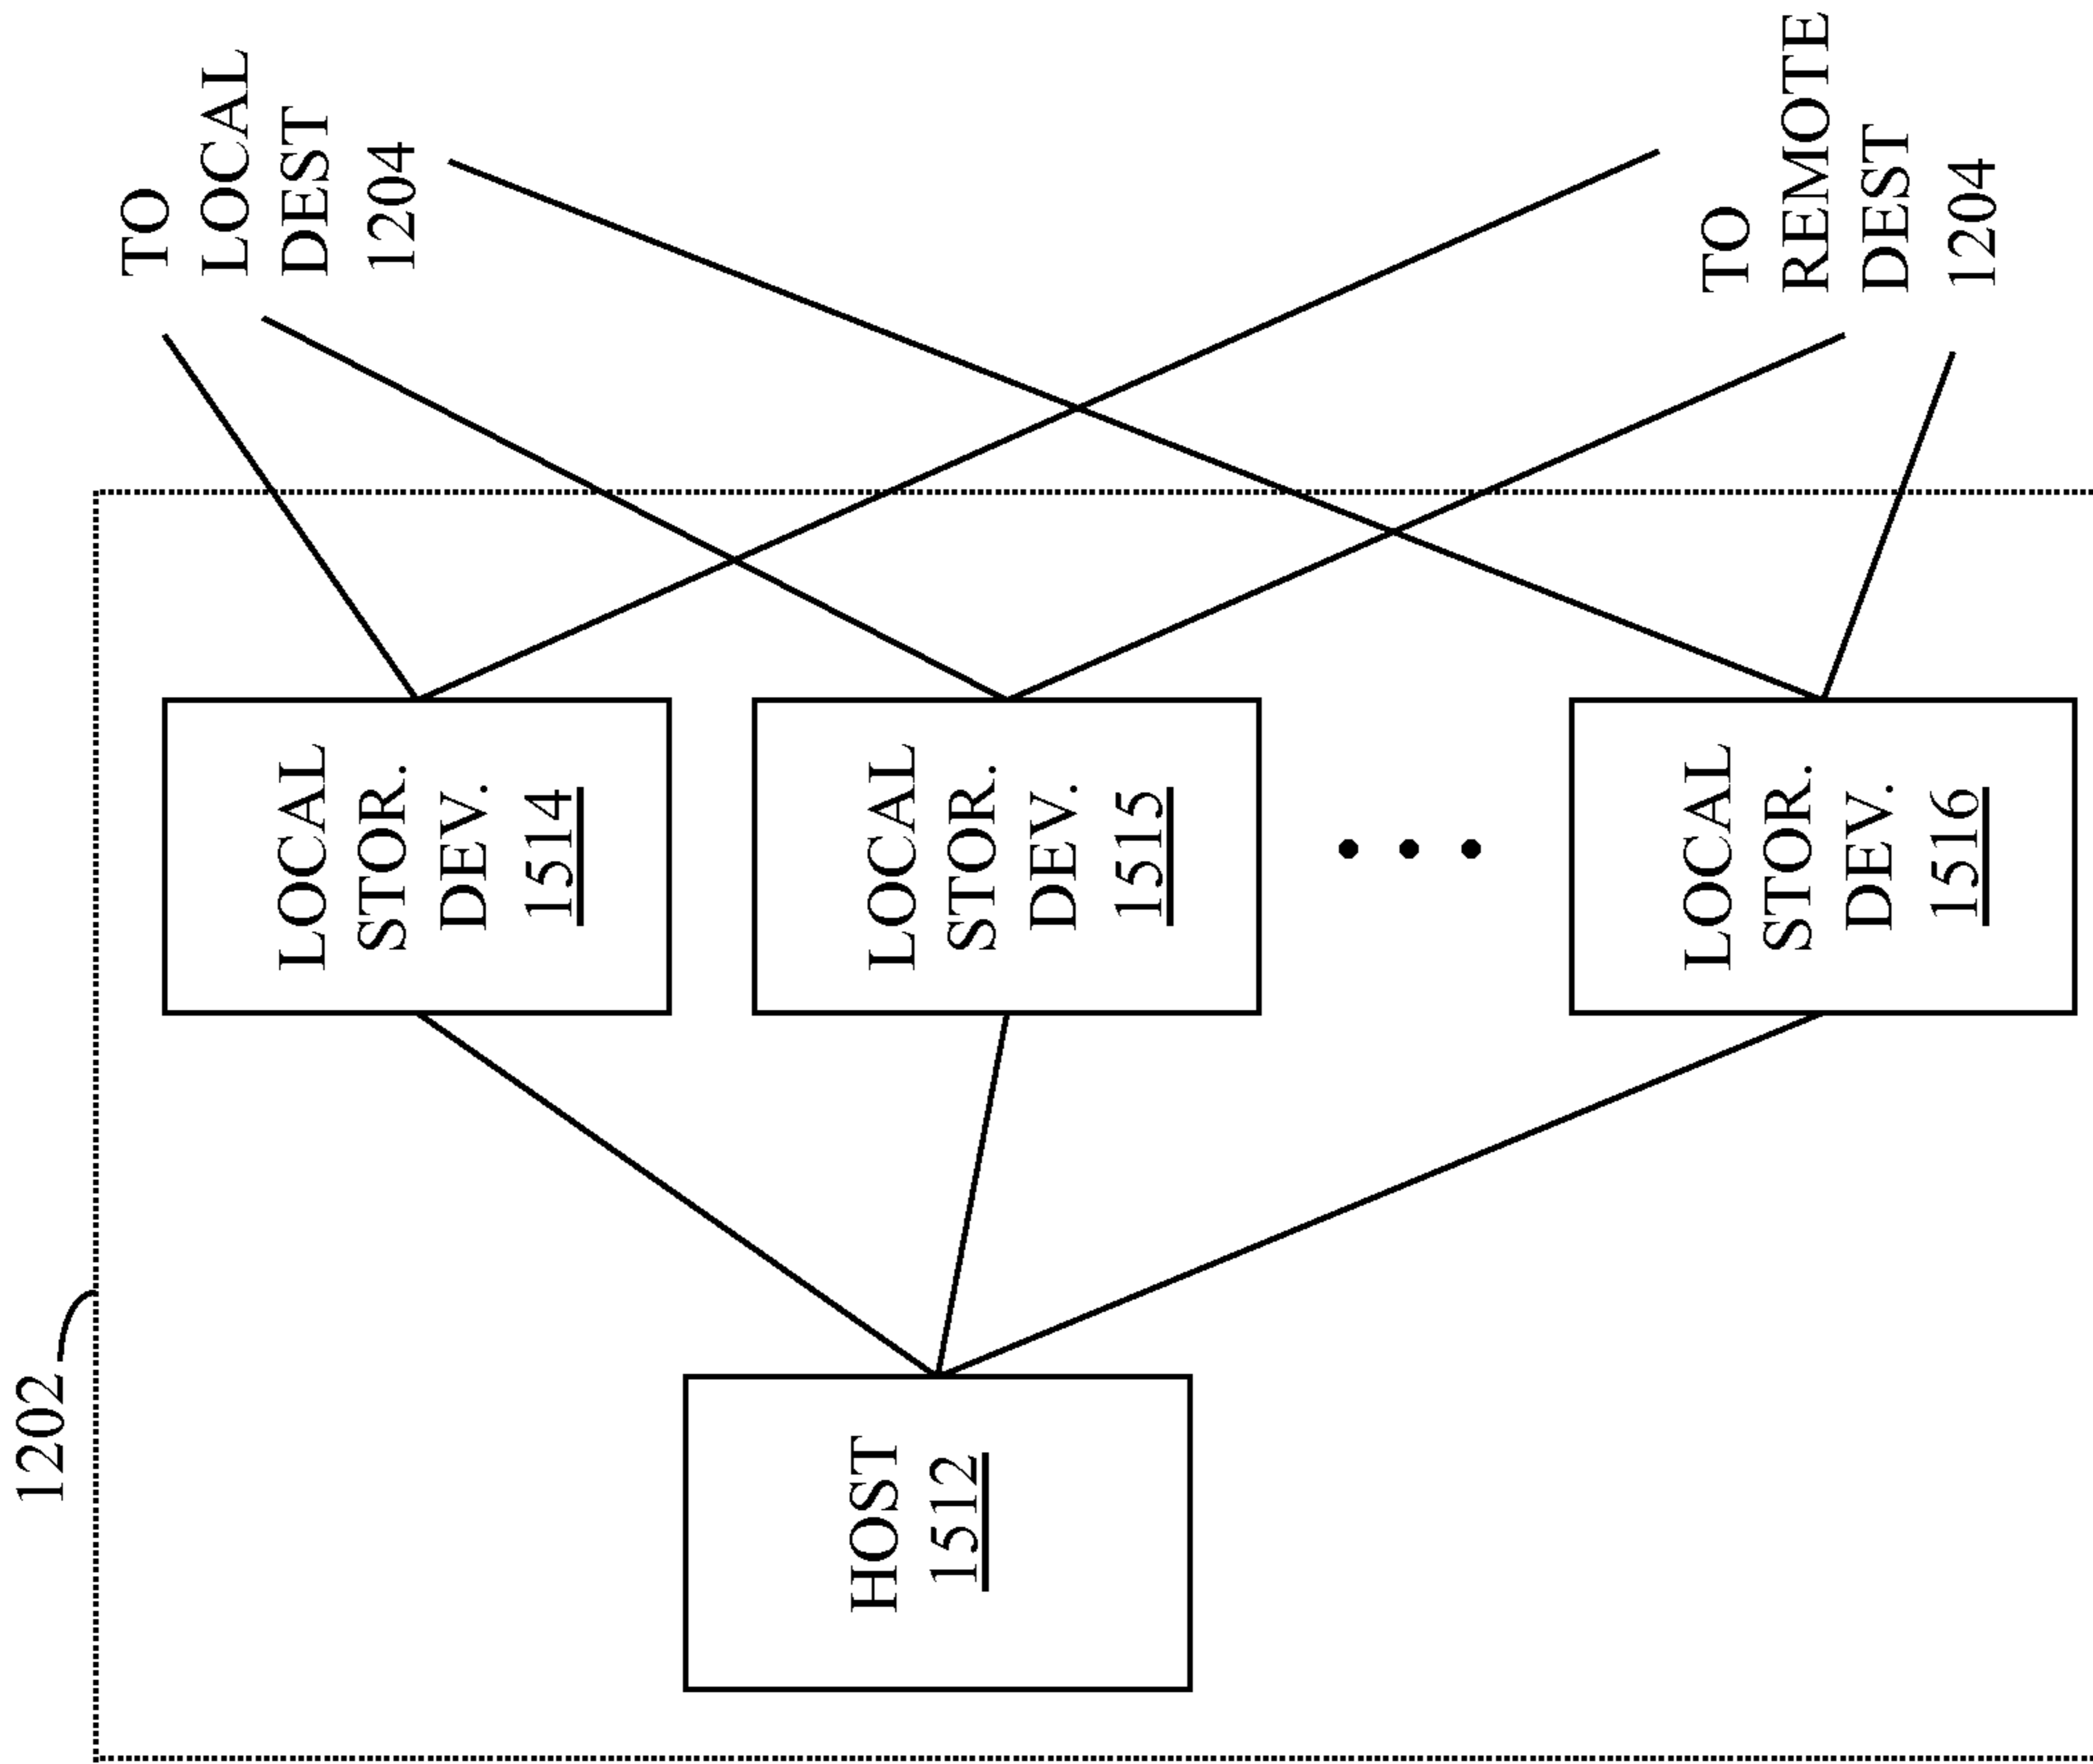 1202
HOST
1512
LOCAL
STOR.
DEV.
1514
LOCAL
STOR.
DEV.
1515
LOCAL
STOR.
DEV.
1516
TO
LOCAL
DEST
1204
TO
REMOTE
DEST
1204